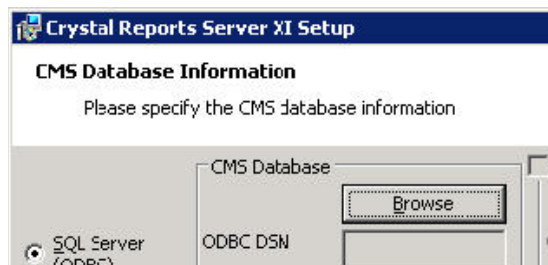 Crystal Reports Server XI Setup
CMS Database Information
Please specify the CMS database information
CMS Database
Browse
SQL Server
ODBC DSN
(ODBC)